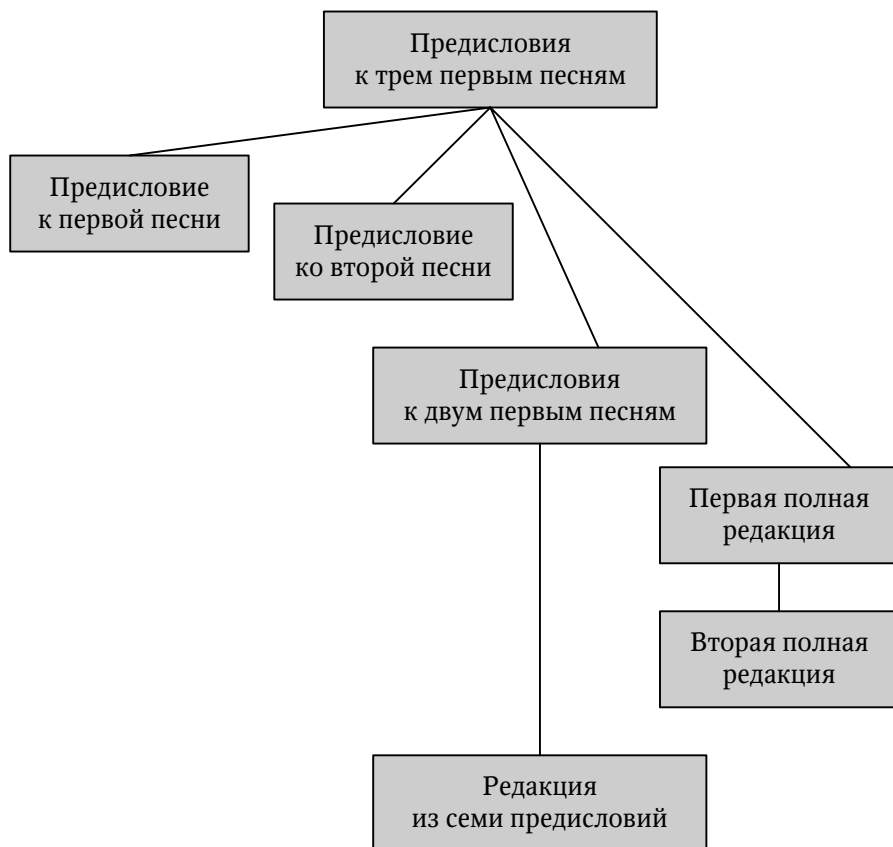 Предисловия
к трем первым песням
Предисловие
к первой песни
Предисловие
ко второй песни
Предисловия
к двум первым песням
Первая полная
редакция
Вторая полная
редакция
Редакция
из семи предисловий